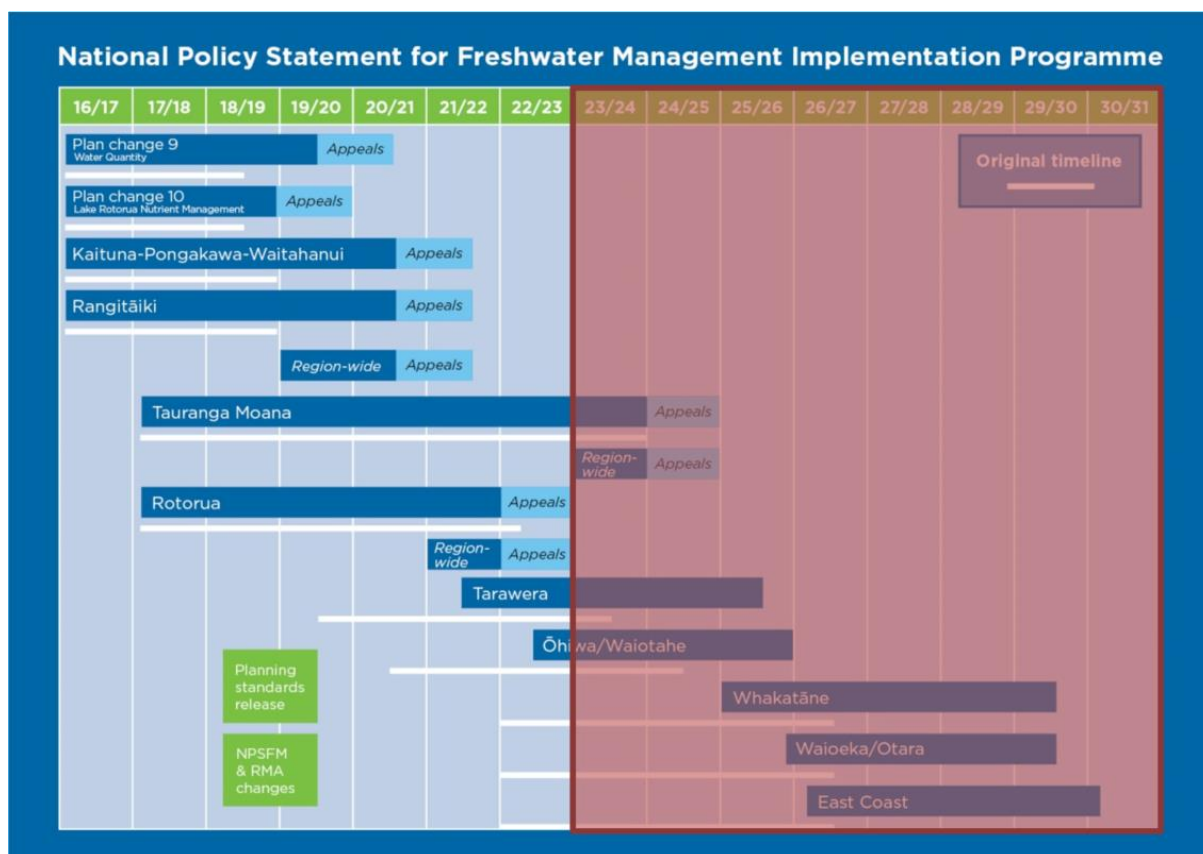 National Policy Statement for Freshwater Management Implementation Programme
16/17 17/18 18/19 19/20 20/21 21/22 22/23 23/24 24/25 25/26 26/27 27/28 28/29 29/30 30/31
Plan change 9
Water Quantity
Appeals
Original timeline
Plan change 10
Lake Rotorua Nutrient Management
Appeals
Kaituna-Pongakawa-Waitahanui
Appeals
Rangitāiki
Appeals
Region-wide
Appeals
Tauranga Moana
Appeals
Region-
wide
Appeals
Rotorua
Appeals
Region-
wide
Appeals
Tarawera
Ōhiwa/Waiotahe
Planning
standards
release
Whakatāne
NPSFM
& RMA
changes
Waioeka/Otara
East Coast